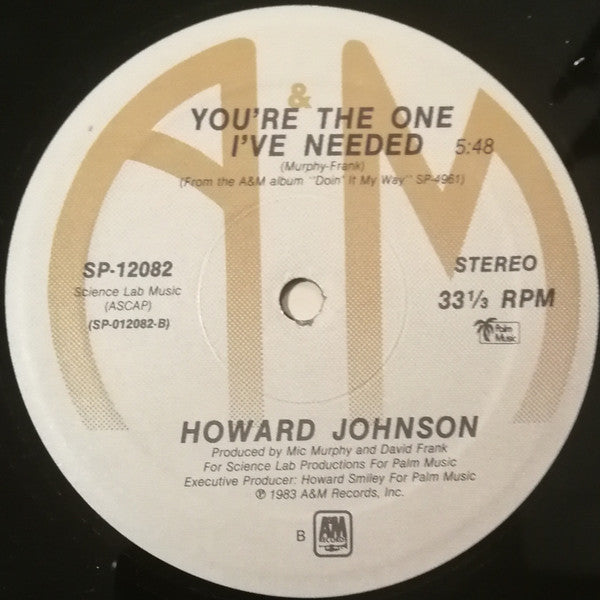 A&M
YOU'RE THE ONE
I'VE NEEDED 5:48
(Murphy-Frank)
(From the A&M album "Doin' It My Way" SP-4961)
SP-12082
Science Lab Music
(ASCAP)
(SP-012082-B)
STEREO
33 1/3 RPM
Palm
Music
HOWARD JOHNSON
Produced by Mic Murphy and David Frank
For Science Lab Productions For Palm Music
Executive Producer: Howard Smiley For Palm Music
℗ 1983 A&M Records, Inc.
B
A&M
RECORDS